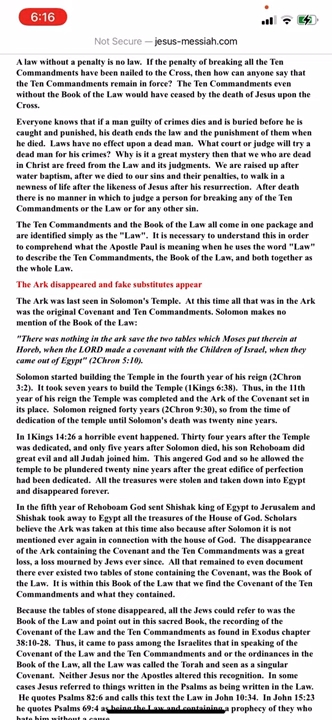 6:16
Not Secure — jesus-messiah.com
A law without a penalty is no law.  If the penalty of breaking all the Ten
Commandments have been nailed to the Cross, then how can anyone say that
the Ten Commandments remain in force?  The Ten Commandments even
without the Book of the Law would have ceased by the death of Jesus upon the
Cross.
Everyone knows that if a man guilty of crimes dies and is buried before he is
caught and punished, his death ends the law and the punishment of them when
he died.  Laws have no effect upon a dead man.  What court or judge will try a
dead man for his crimes?  Why is it a great mystery then that we who are dead
in Christ are freed from the Law and its judgments.  We are raised up after
water baptism, after we died to our sins and their penalties, to walk in a
newness of life after the likeness of Jesus after his resurrection.  After death
there is no manner in which to judge a person for breaking any of the Ten
Commandments or the Law or for any other sin.
The Ten Commandments and the Book of the Law all come in one package and
are identified simply as the "Law".  It is necessary to understand this in order
to comprehend what the Apostle Paul is meaning when he uses the word "Law"
to describe the Ten Commandments, the Book of the Law, and both together as
the whole Law.
The Ark disappeared and fake substitutes appear
The Ark was last seen in Solomon's Temple.  At this time all that was in the Ark
was the original Covenant and Ten Commandments. Solomon makes no
mention of the Book of the Law:
"There was nothing in the ark save the two tables which Moses put therein at
Horeb, when the LORD made a covenant with the Children of Israel, when they
came out of Egypt" (2Chron 5:10).
Solomon started building the Temple in the fourth year of his reign (2Chron
3:2).  It took seven years to build the Temple (1Kings 6:38).  Thus, in the 11th
year of his reign the Temple was completed and the Ark of the Covenant set in
its place.  Solomon reigned forty years (2Chron 9:30), so from the time of
dedication of the temple until Solomon's death was twenty nine years.
In 1Kings 14:26 a horrible event happened. Thirty four years after the Temple
was dedicated, and only five years after Solomon died, his son Rehoboam did
great evil and all Judah joined him.  This angered God and so he allowed the
temple to be plundered twenty nine years after the great edifice of perfection
had been dedicated.  All the treasures were stolen and taken down into Egypt
and disappeared forever.
In the fifth year of Rehoboam God sent Shishak king of Egypt to Jerusalem and
Shishak took away to Egypt all the treasures of the House of God. Scholars
believe the Ark was taken at this time also because after Solomon it is not
mentioned ever again in connection with the house of God.  The disappearance
of the Ark containing the Covenant and the Ten Commandments was a great
loss, a loss mourned by Jews ever since.  All that remained to even document
there ever existed two tables of stone containing the Covenant, was the Book of
the Law.  It is within this Book of the Law that we find the Covenant of the Ten
Commandments and what they contained.
Because the tables of stone disappeared, all the Jews could refer to was the
Book of the Law and point out in this sacred Book, the recording of the
Covenant of the Law and the Ten Commandments as found in Exodus chapter
38:10-28.  Thus, it came to pass among the Israelites that in speaking of the
Covenant of the Law and the Ten Commandments or of the ordinances in the
Book of the Law, all the Law was called the Torah and seen as a singular
Covenant.  Neither Jesus nor the Apostles altered this recognition.  In some
cases Jesus referred to things written in the Psalms as being written in the Law.
He quotes Psalms 82:6 and calls this text the Law in John 10:34.  In John 15:23
he quotes Psalms 69:4 as being the Law and containing a prophecy of they who
hate him without a cause